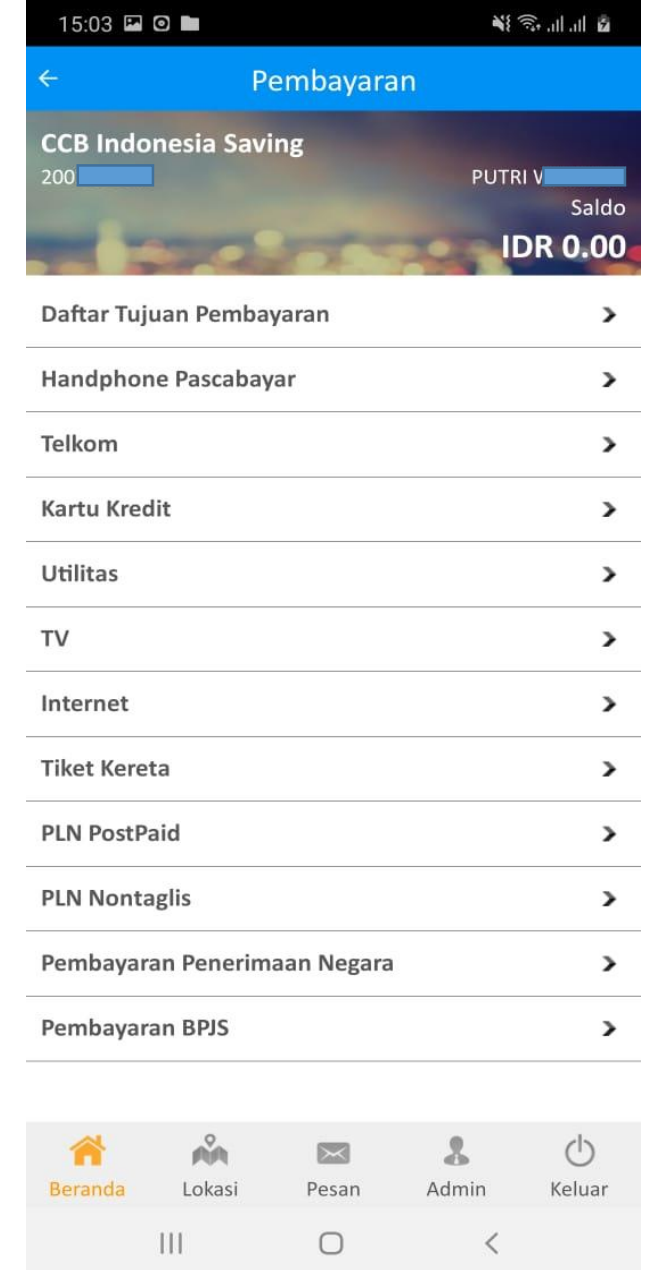 15:03
Pembayaran
CCB Indonesia Saving
200
PUTRI V
Saldo
IDR 0.00
Daftar Tujuan Pembayaran
Handphone Pascabayar
Telkom
Kartu Kredit
Utilitas
TV
Internet
Tiket Kereta
PLN PostPaid
PLN Nontaglis
Pembayaran Penerimaan Negara
Pembayaran BPJS
Beranda Lokasi Pesan Admin Keluar